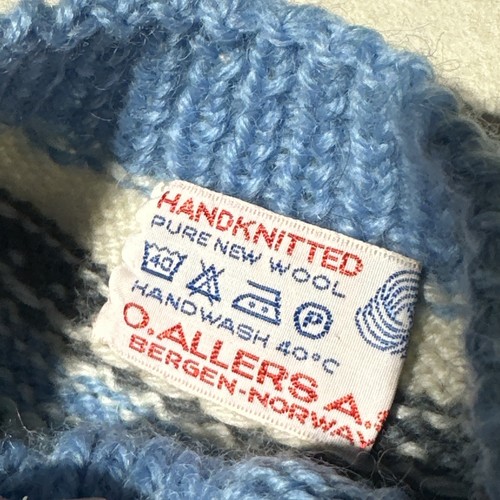 HANDKNITTED
PURE NEW WOOL
40 P
HANDWASH 40°C
O. ALLERS A.
BERGEN-NORWAY